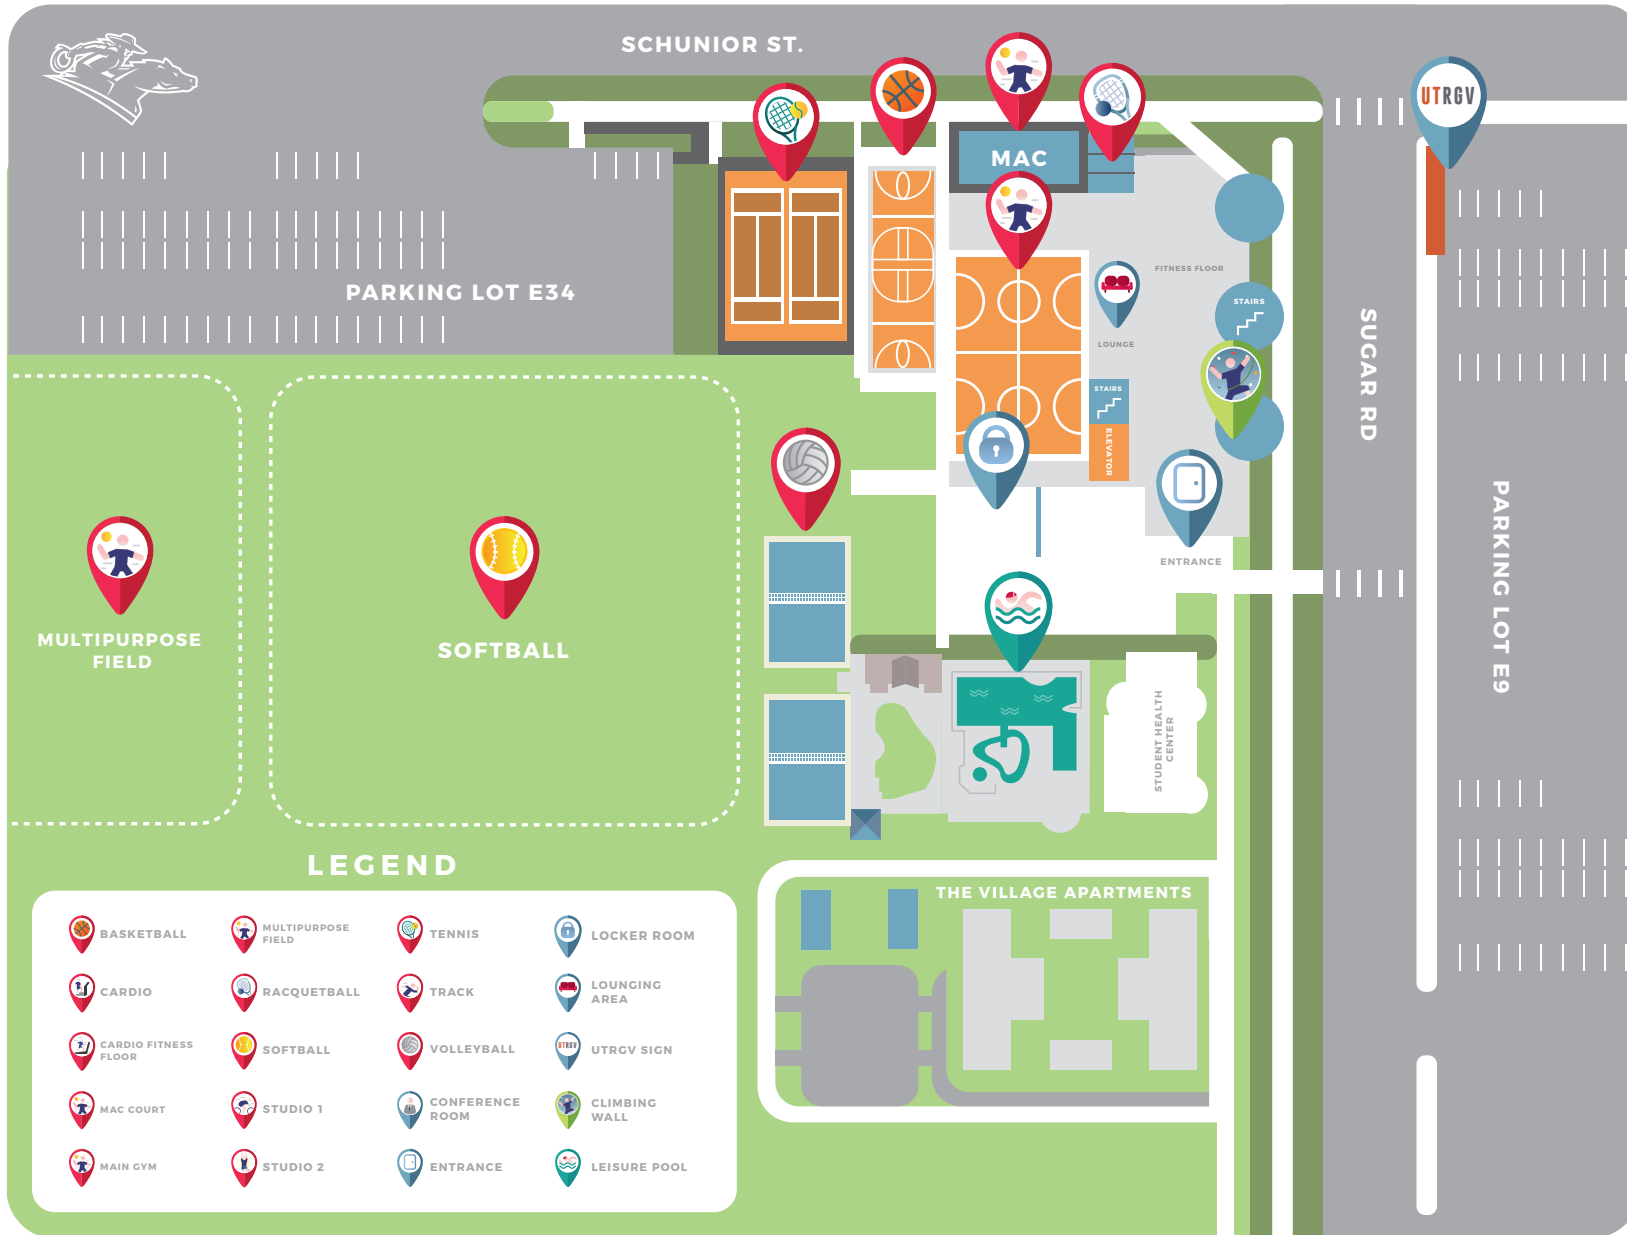 SCHUNIOR ST.
UTRGV
MAC
PARKING LOT E34
FITNESS FLOOR
STAIRS
LOUNGE
STAIRS
ELEVATOR
SUGAR RD
PARKING LOT E9
ENTRANCE
MULTIPURPOSE
FIELD
SOFTBALL
STUDENT HEALTH
CENTER
THE VILLAGE APARTMENTS
LEGEND
BASKETBALL
CARDIO
CARDIO FITNESS
FLOOR
MAC COURT
MAIN GYM
MULTIPURPOSE
FIELD
RACQUETBALL
SOFTBALL
STUDIO 1
STUDIO 2
TENNIS
TRACK
VOLLEYBALL
CONFERENCE
ROOM
ENTRANCE
LOCKER ROOM
LOUNGING
AREA
UTRGV
UTRGV SIGN
CLIMBING
WALL
LEISURE POOL